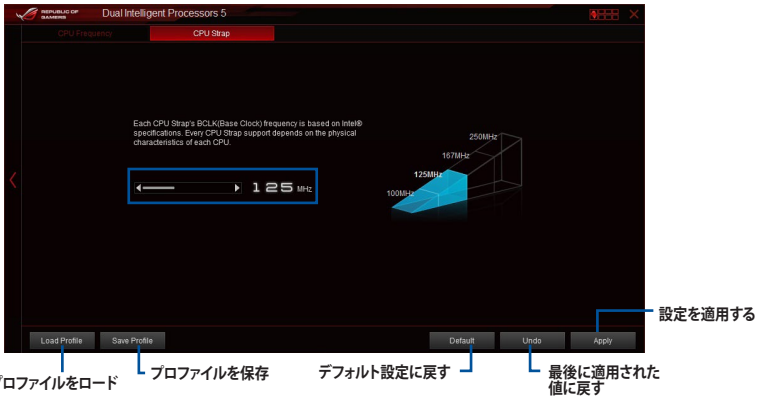 REPUBLIC OF
GAMERS
Dual Intelligent Processors 5
CPU Frequency
CPU Strap
Each CPU Strap's BCLK(Base Clock) frequency is based on Intel®
specifications. Every CPU Strap support depends on the physical
characteristics of each CPU.
125 MHz
250MHz
167MHz
125MHz
100MHz
Load Profile
Save Profile
Default
Undo
Apply
設定を適用する
プロファイルをロード
プロファイルを保存
デフォルト設定に戻す
最後に適用された
値に戻す